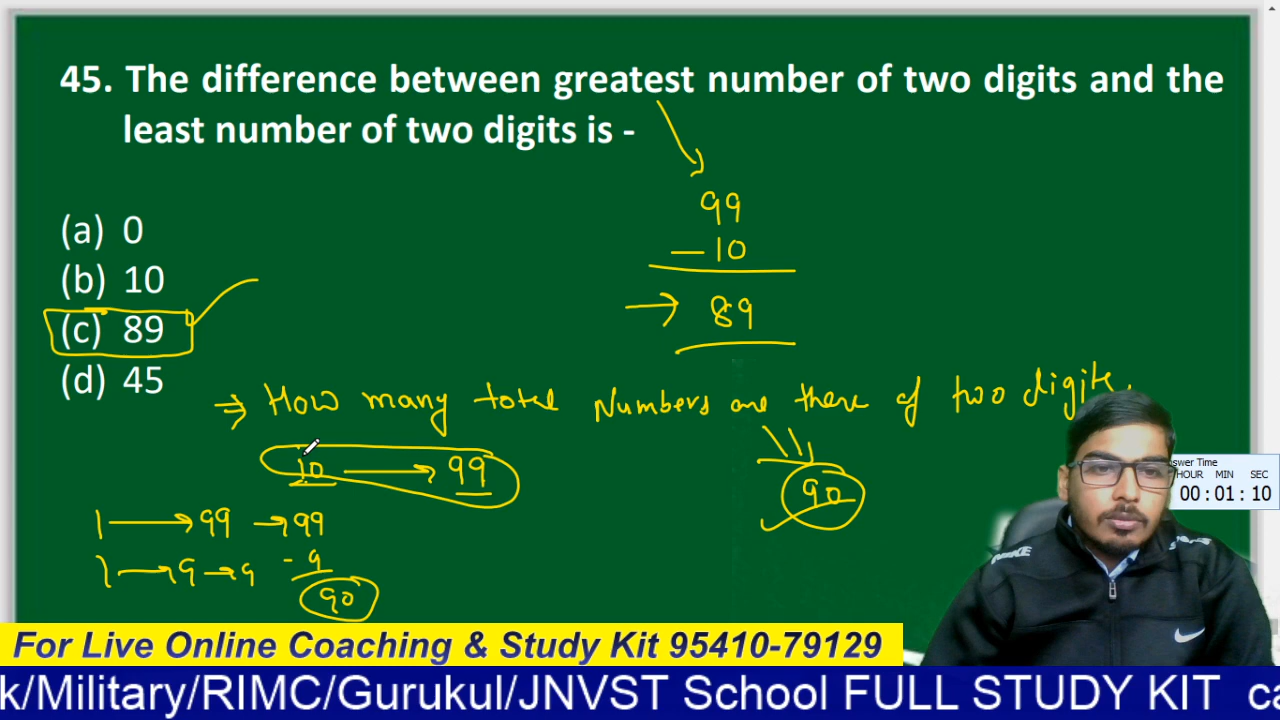 45. The difference between greatest number of two digits and the
least number of two digits is -
99
- 10
→ 89
(a) 0
(b) 10
(c) 89
(d) 45
⇒ How many total Numbers are there of two digits.
10 → 99
90
1 → 99 → 99
1 → 9 → 9 - 9
90
swer Time
HOUR MIN SEC
00:01:10
NIKE
For Live Online Coaching & Study Kit 95410-79129
k/Military/RIMC/Gurukul/JNVST School FULL STUDY KIT ca